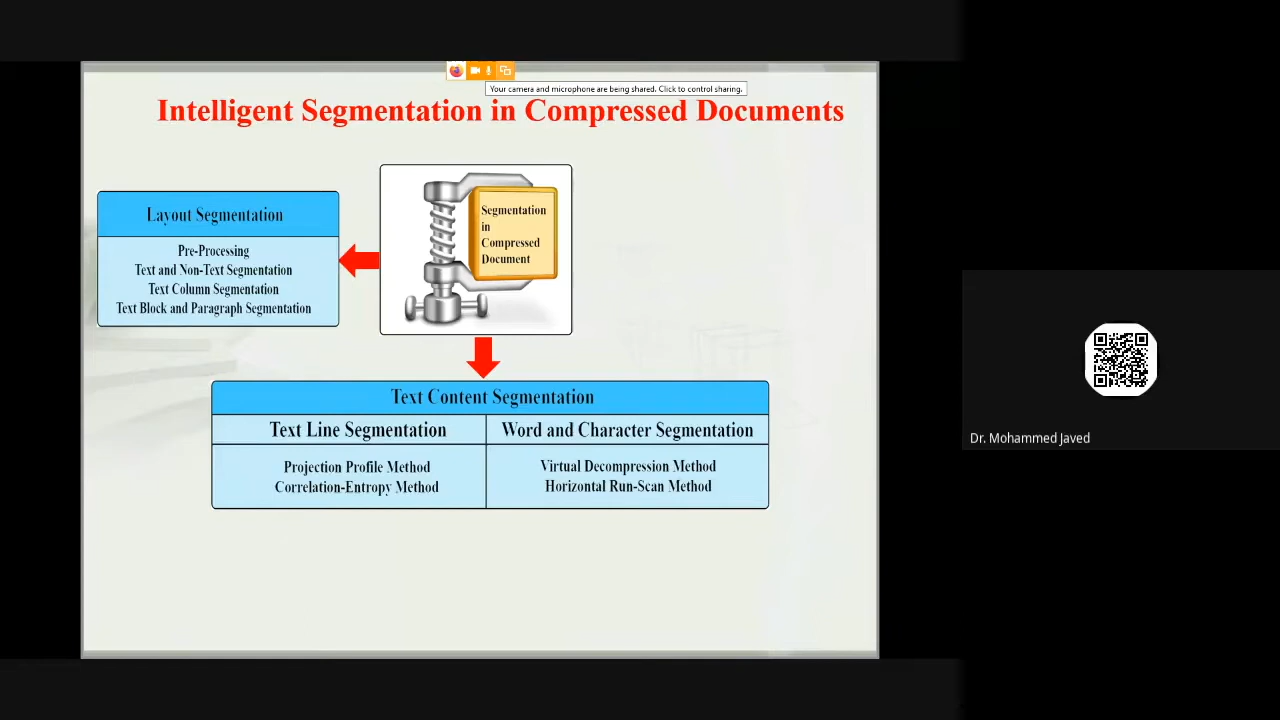 Your camera and microphone are being shared. Click to control sharing.
Intelligent Segmentation in Compressed Documents
Layout Segmentation
Pre-Processing
Text and Non-Text Segmentation
Text Column Segmentation
Text Block and Paragraph Segmentation
Segmentation
in
Compressed
Document
Text Content Segmentation
Text Line Segmentation
Projection Profile Method
Correlation-Entropy Method
Word and Character Segmentation
Virtual Decompression Method
Horizontal Run-Scan Method
Dr. Mohammed Javed